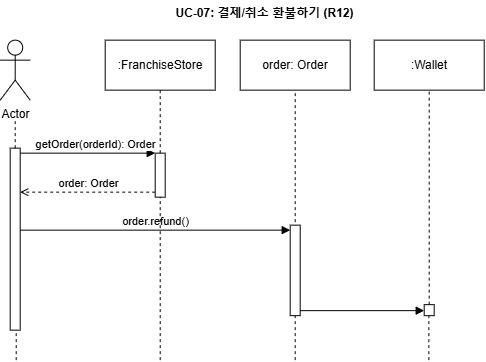 UC-07: 결제/취소 환불하기 (R12)
:FranchiseStore
order: Order
:Wallet
Actor
getOrder(orderId): Order
order: Order
order.refund()